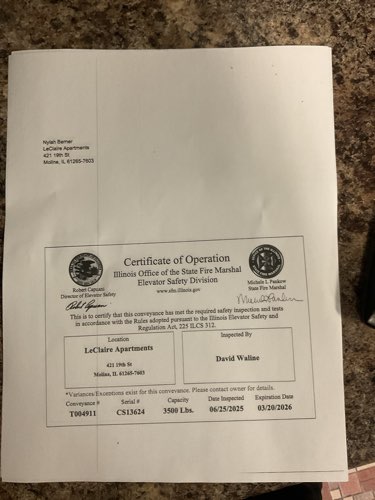 Nylah Barner
LeClaire Apartments
421 19th St
Moline, IL 61265-7603
Certificate of Operation
Illinois Office of the State Fire Marshal
Elevator Safety Division
www.sfm.illinois.gov
Robert Capuani
Director of Elevator Safety
Michele L. Pankow
State Fire Marshal
This is to certify that this conveyance has met the required safety inspection and tests
in accordance with the Rules adopted pursuant to the Illinois Elevator Safety and
Regulation Act, 225 ILCS 312.
Location
LeClaire Apartments
421 19th St
Moline, IL 61265-7603
Inspected By
David Waline
*Variances/Exceptions exist for this conveyance. Please contact owner for details.
Conveyance # Serial # Capacity Date Inspected Expiration Date
T004911 CS13624 3500 Lbs. 06/25/2025 03/20/2026